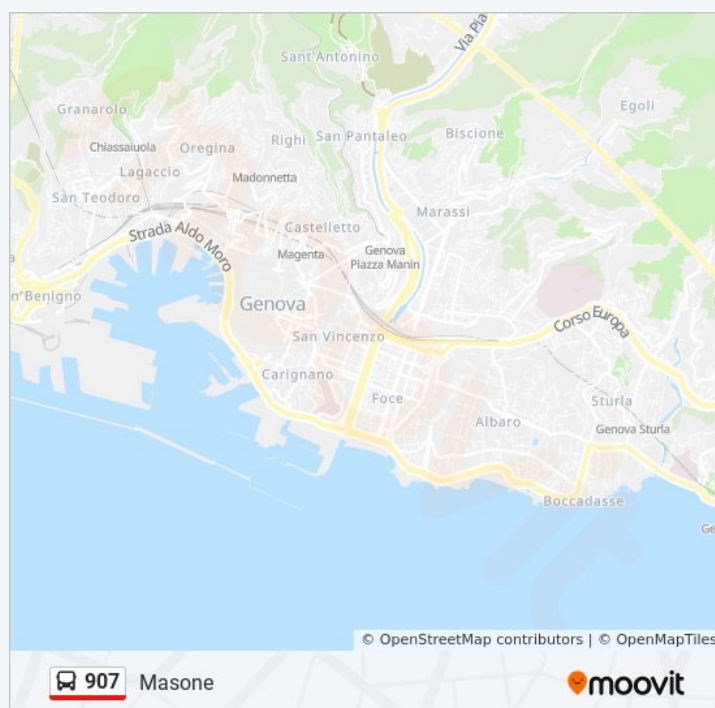 Via Pia
Sant'Antonino
Granarolo
Egoli
San Pantaleo
Biscione
Chiassaiuola
Oregina
Righi
Lagaccio
Madonnetta
San Teodoro
Marassi
Castelletto
Strada Aldo Moro
Magenta
Genova
Piazza Manin
Genova
Corso Europa
San Vincenzo
Carignano
Foce
Sturla
Albaro
Genova Sturla
Boccadasse
Ge
© OpenStreetMap contributors | © OpenMapTiles
907 Masone
moovit